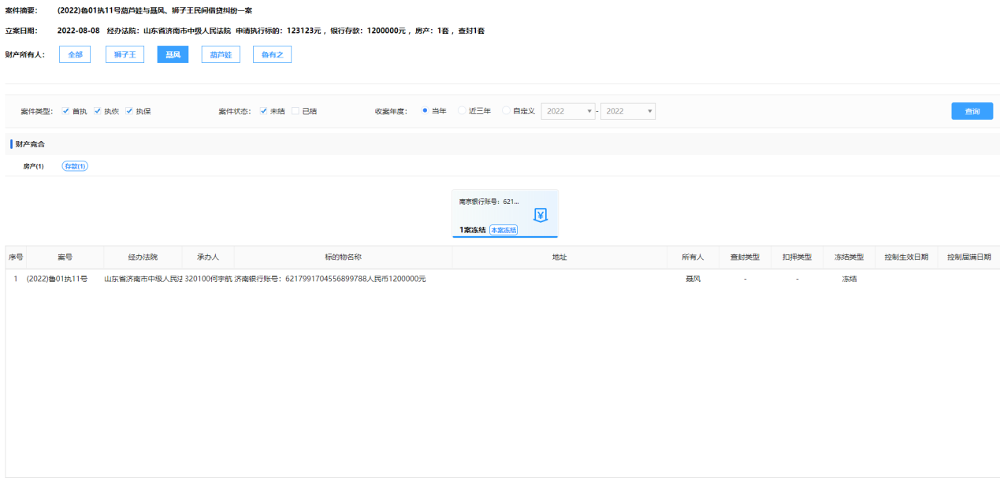 案件摘要： (2022)鲁01执11号葫芦娃与聂风、狮子王民间借贷纠纷一案
立案日期： 2022-08-08 经办法院：山东省济南市中级人民法院 申请执行标的：123123元，银行存款：1200000元，房产：1套，查封1套
财产所有人： 全部 狮子王 聂风 葫芦娃 鲁有之
案件类型： 首执 执恢 执保 案件状态： 未结 已结 收案年度： 当年 近三年 自定义 2022 - 2022 查询
财产竞合
房产(1) 存款(1)
南京银行账号：621...
1案冻结 本案冻结
序号 案号 经办法院 承办人 标的物名称 地址 所有人 查封类型 扣押类型 冻结类型 控制生效日期 控制届满日期
1 (2022)鲁01执11号 山东省济南市中级人民法 320100何宇航 济南银行账号：6217991704556899788人民币1200000元 聂风 - - 冻结